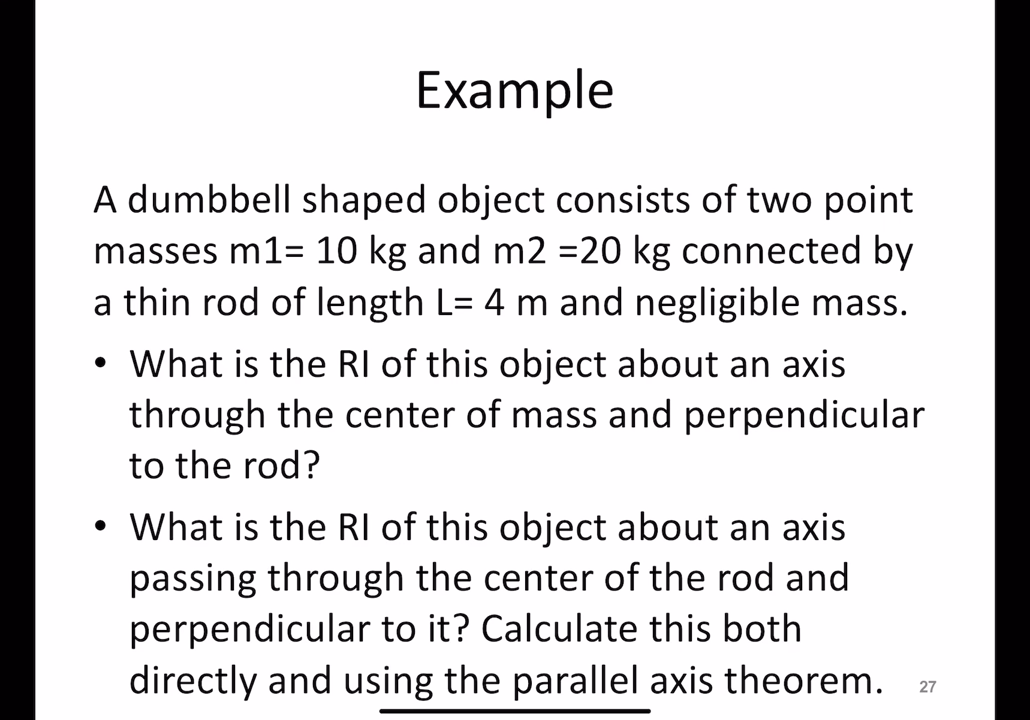 Example
A dumbbell shaped object consists of two point
masses m1= 10 kg and m2 =20 kg connected by
a thin rod of length L= 4 m and negligible mass.
• What is the RI of this object about an axis
through the center of mass and perpendicular
to the rod?
• What is the RI of this object about an axis
passing through the center of the rod and
perpendicular to it? Calculate this both
directly and using the parallel axis theorem.
27